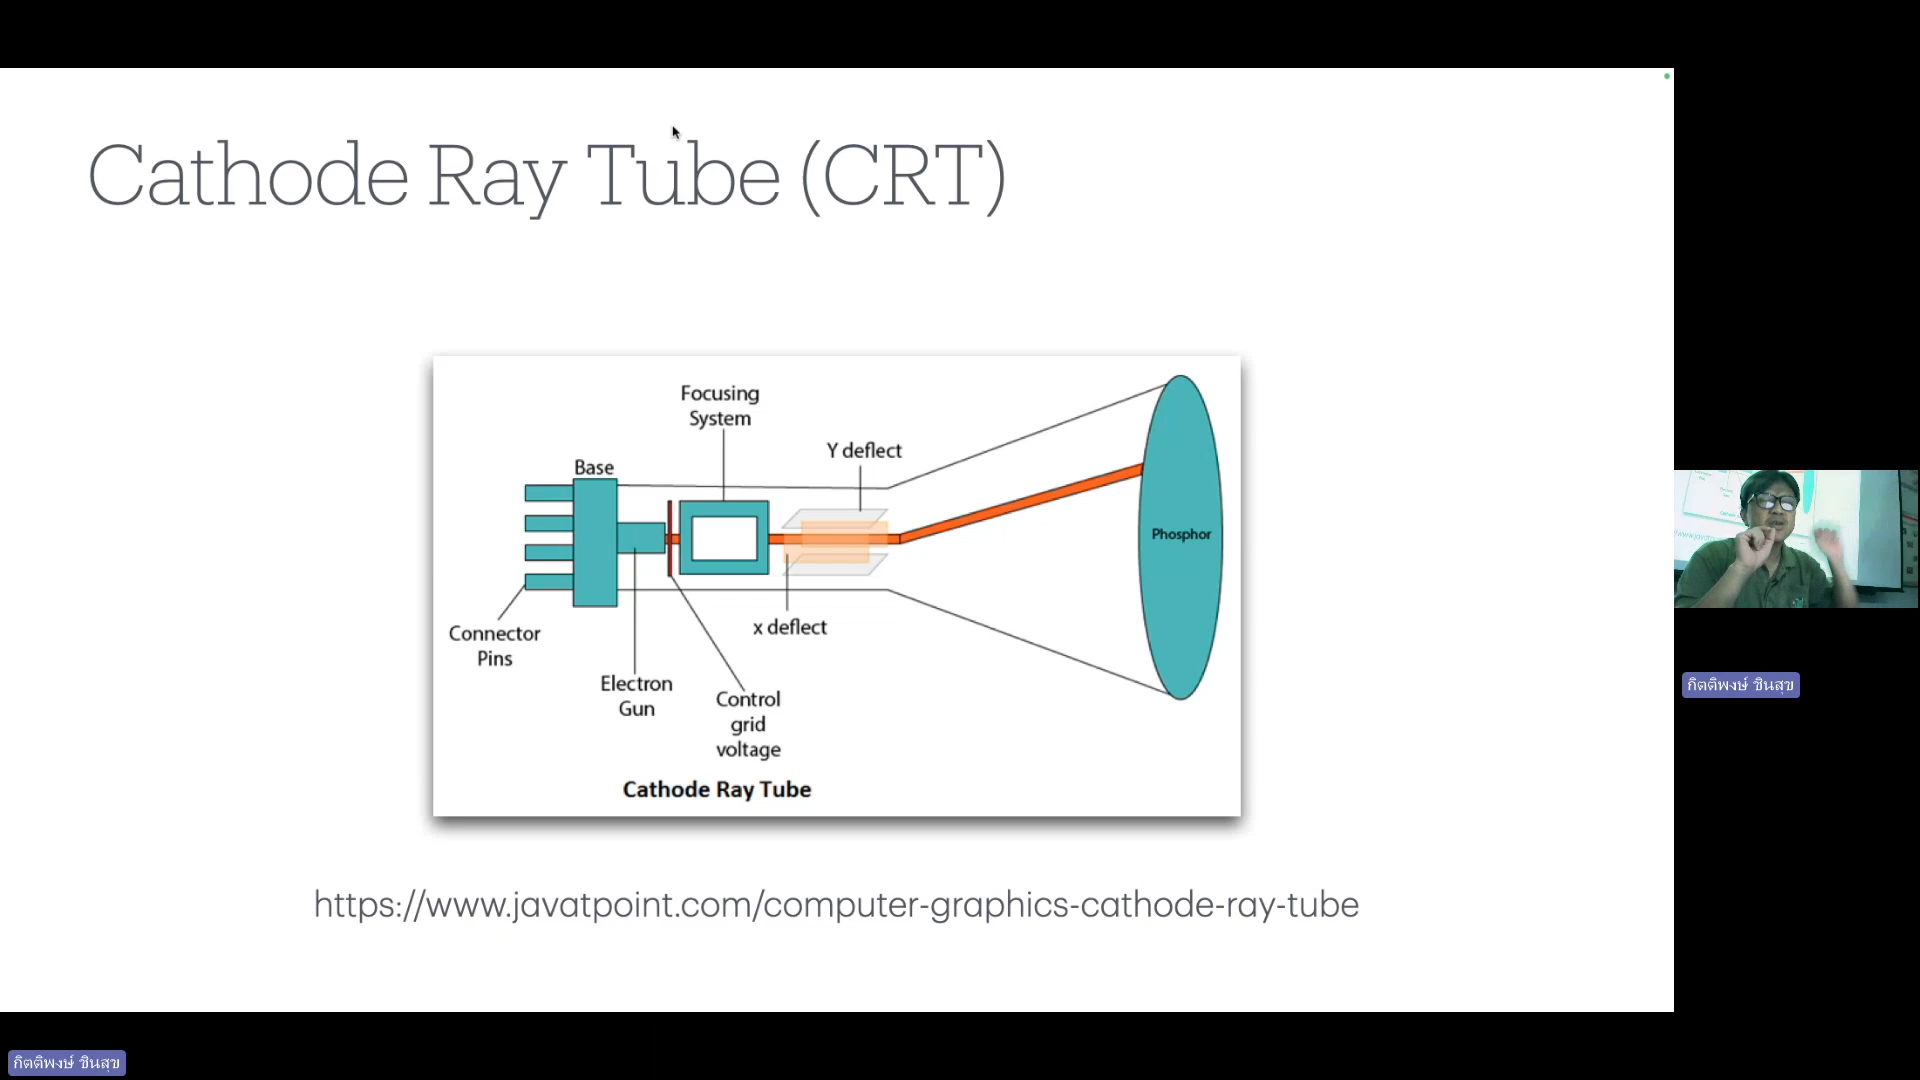 Cathode Ray Tube (CRT)
Focusing
System
Y deflect
Base
Phosphor
x deflect
Connector
Pins
Electron
Gun
Control
grid
voltage
Cathode Ray Tube
https://www.javatpoint.com/computer-graphics-cathode-ray-tube
กิตติพงษ์ ชินสุข
กิตติพงษ์ ชินสุข